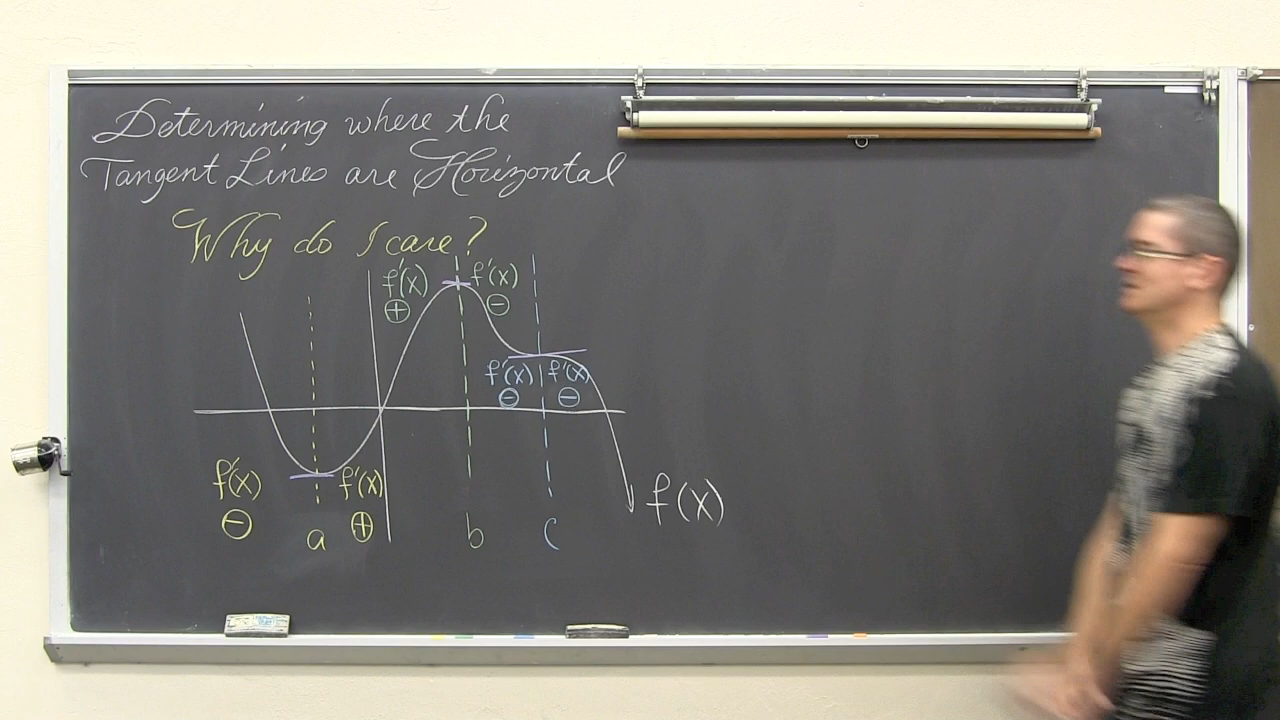 Determining where the
Tangent Lines are Horizontal
Why do I care?
f'(x) f'(x)
⊕ ⊖
f'(x) f'(x)
⊖ ⊖
f'(x) f'(x)
⊖ ⊕
f(x)
a b c